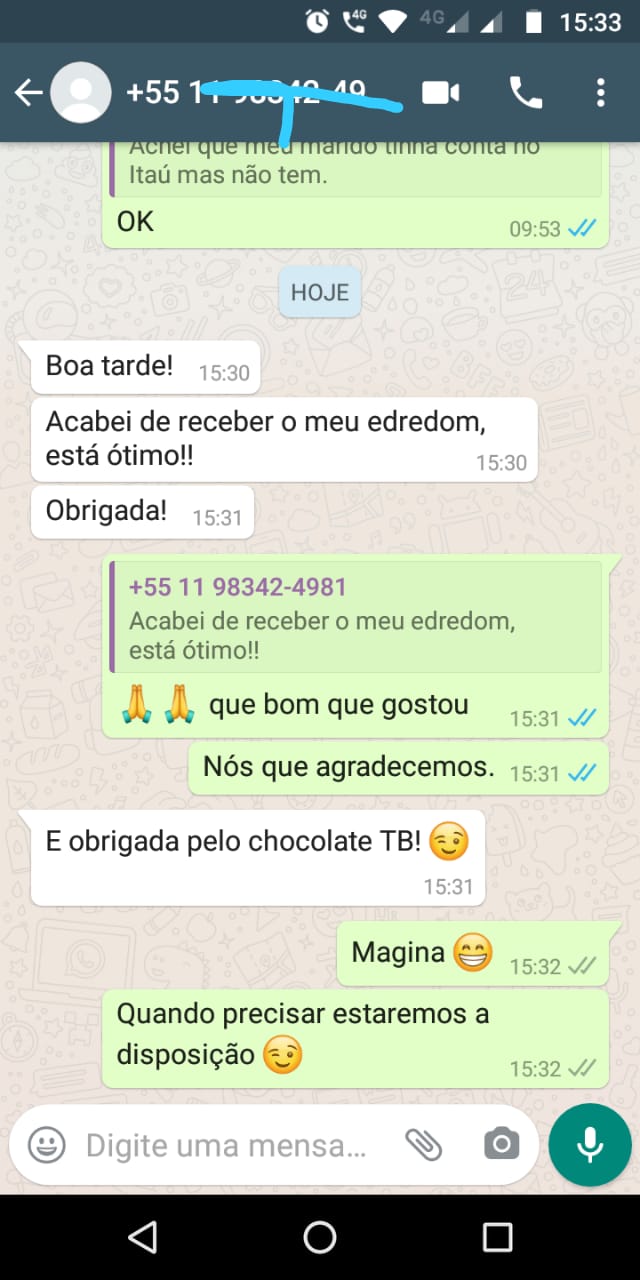 4G
4G
15:33
+55
Achei que meu marido tinha conta no
Itaú mas não tem.
OK
09:53
HOJE
Boa tarde!
15:30
Acabei de receber o meu edredom,
está ótimo!!
15:30
Obrigada!
15:31
+55 11 98342-4981
Acabei de receber o meu edredom,
está ótimo!!
🙏 🙏 que bom que gostou
15:31
Nós que agradecemos.
15:31
E obrigada pelo chocolate TB! 😉
15:31
Magina 😁
15:32
Quando precisar estaremos a
disposição 😉
15:32
Digite uma mensa...